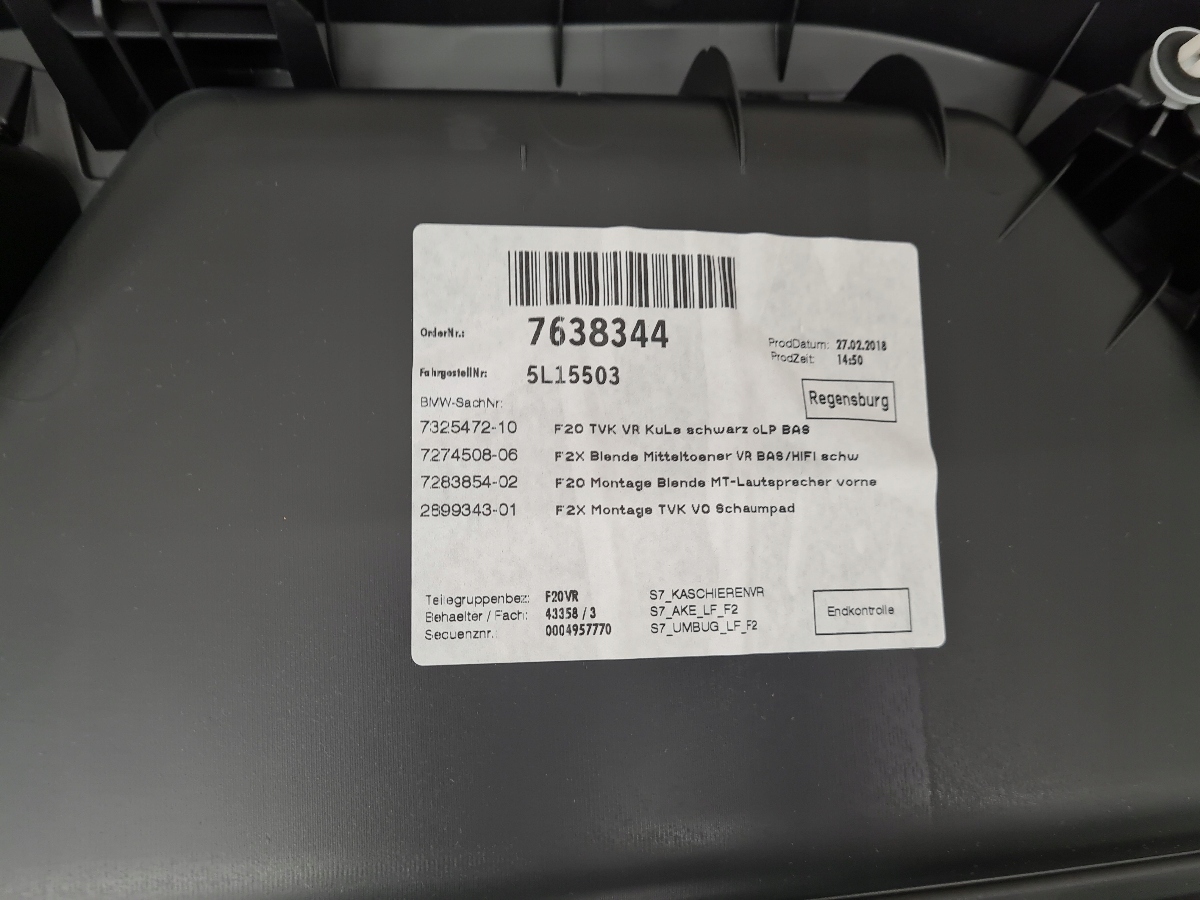 OrderNr.: 7638344
ProdDatum: 27.02.2018
ProdZeit: 14:50
FahrgestellNr: 5L15503
Regensburg
BMW-SachNr:
7325472-10 F20 TVK VR KuLe schwarz oLP BAS
7274508-06 F2X Blende Mitteltoener VR BAS/HIFI schw
7283854-02 F20 Montage Blende MT-Lautsprecher vorne
2899343-01 F2X Montage TVK VO Schaumpad
Teilegruppenbez: F20VR S7_KASCHIERENVR
Behaelter / Fach: 43358 / 3 S7_AKE_LF_F2
Secuenznr.: 0004957770 S7_UMBUG_LF_F2
Endkontrolle